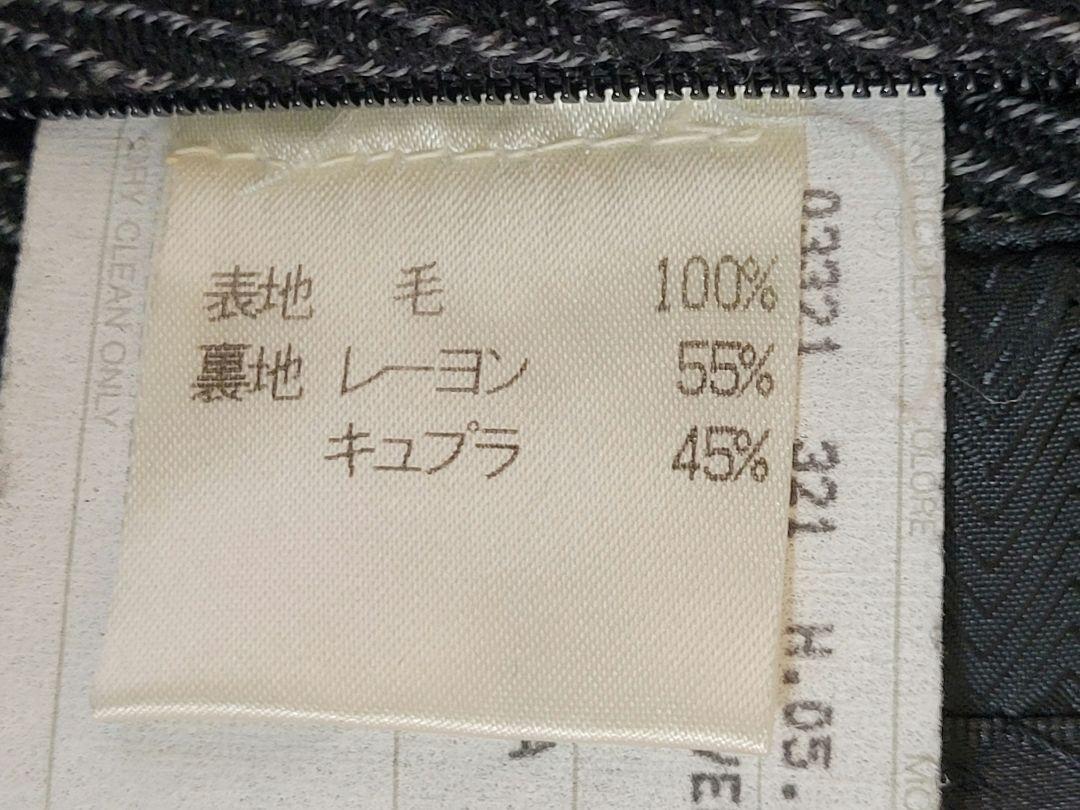 表地 毛 100%
裏地 レーヨン 55%
キュプラ 45%
DRY CLEAN ONLY
03321 321 H.05.